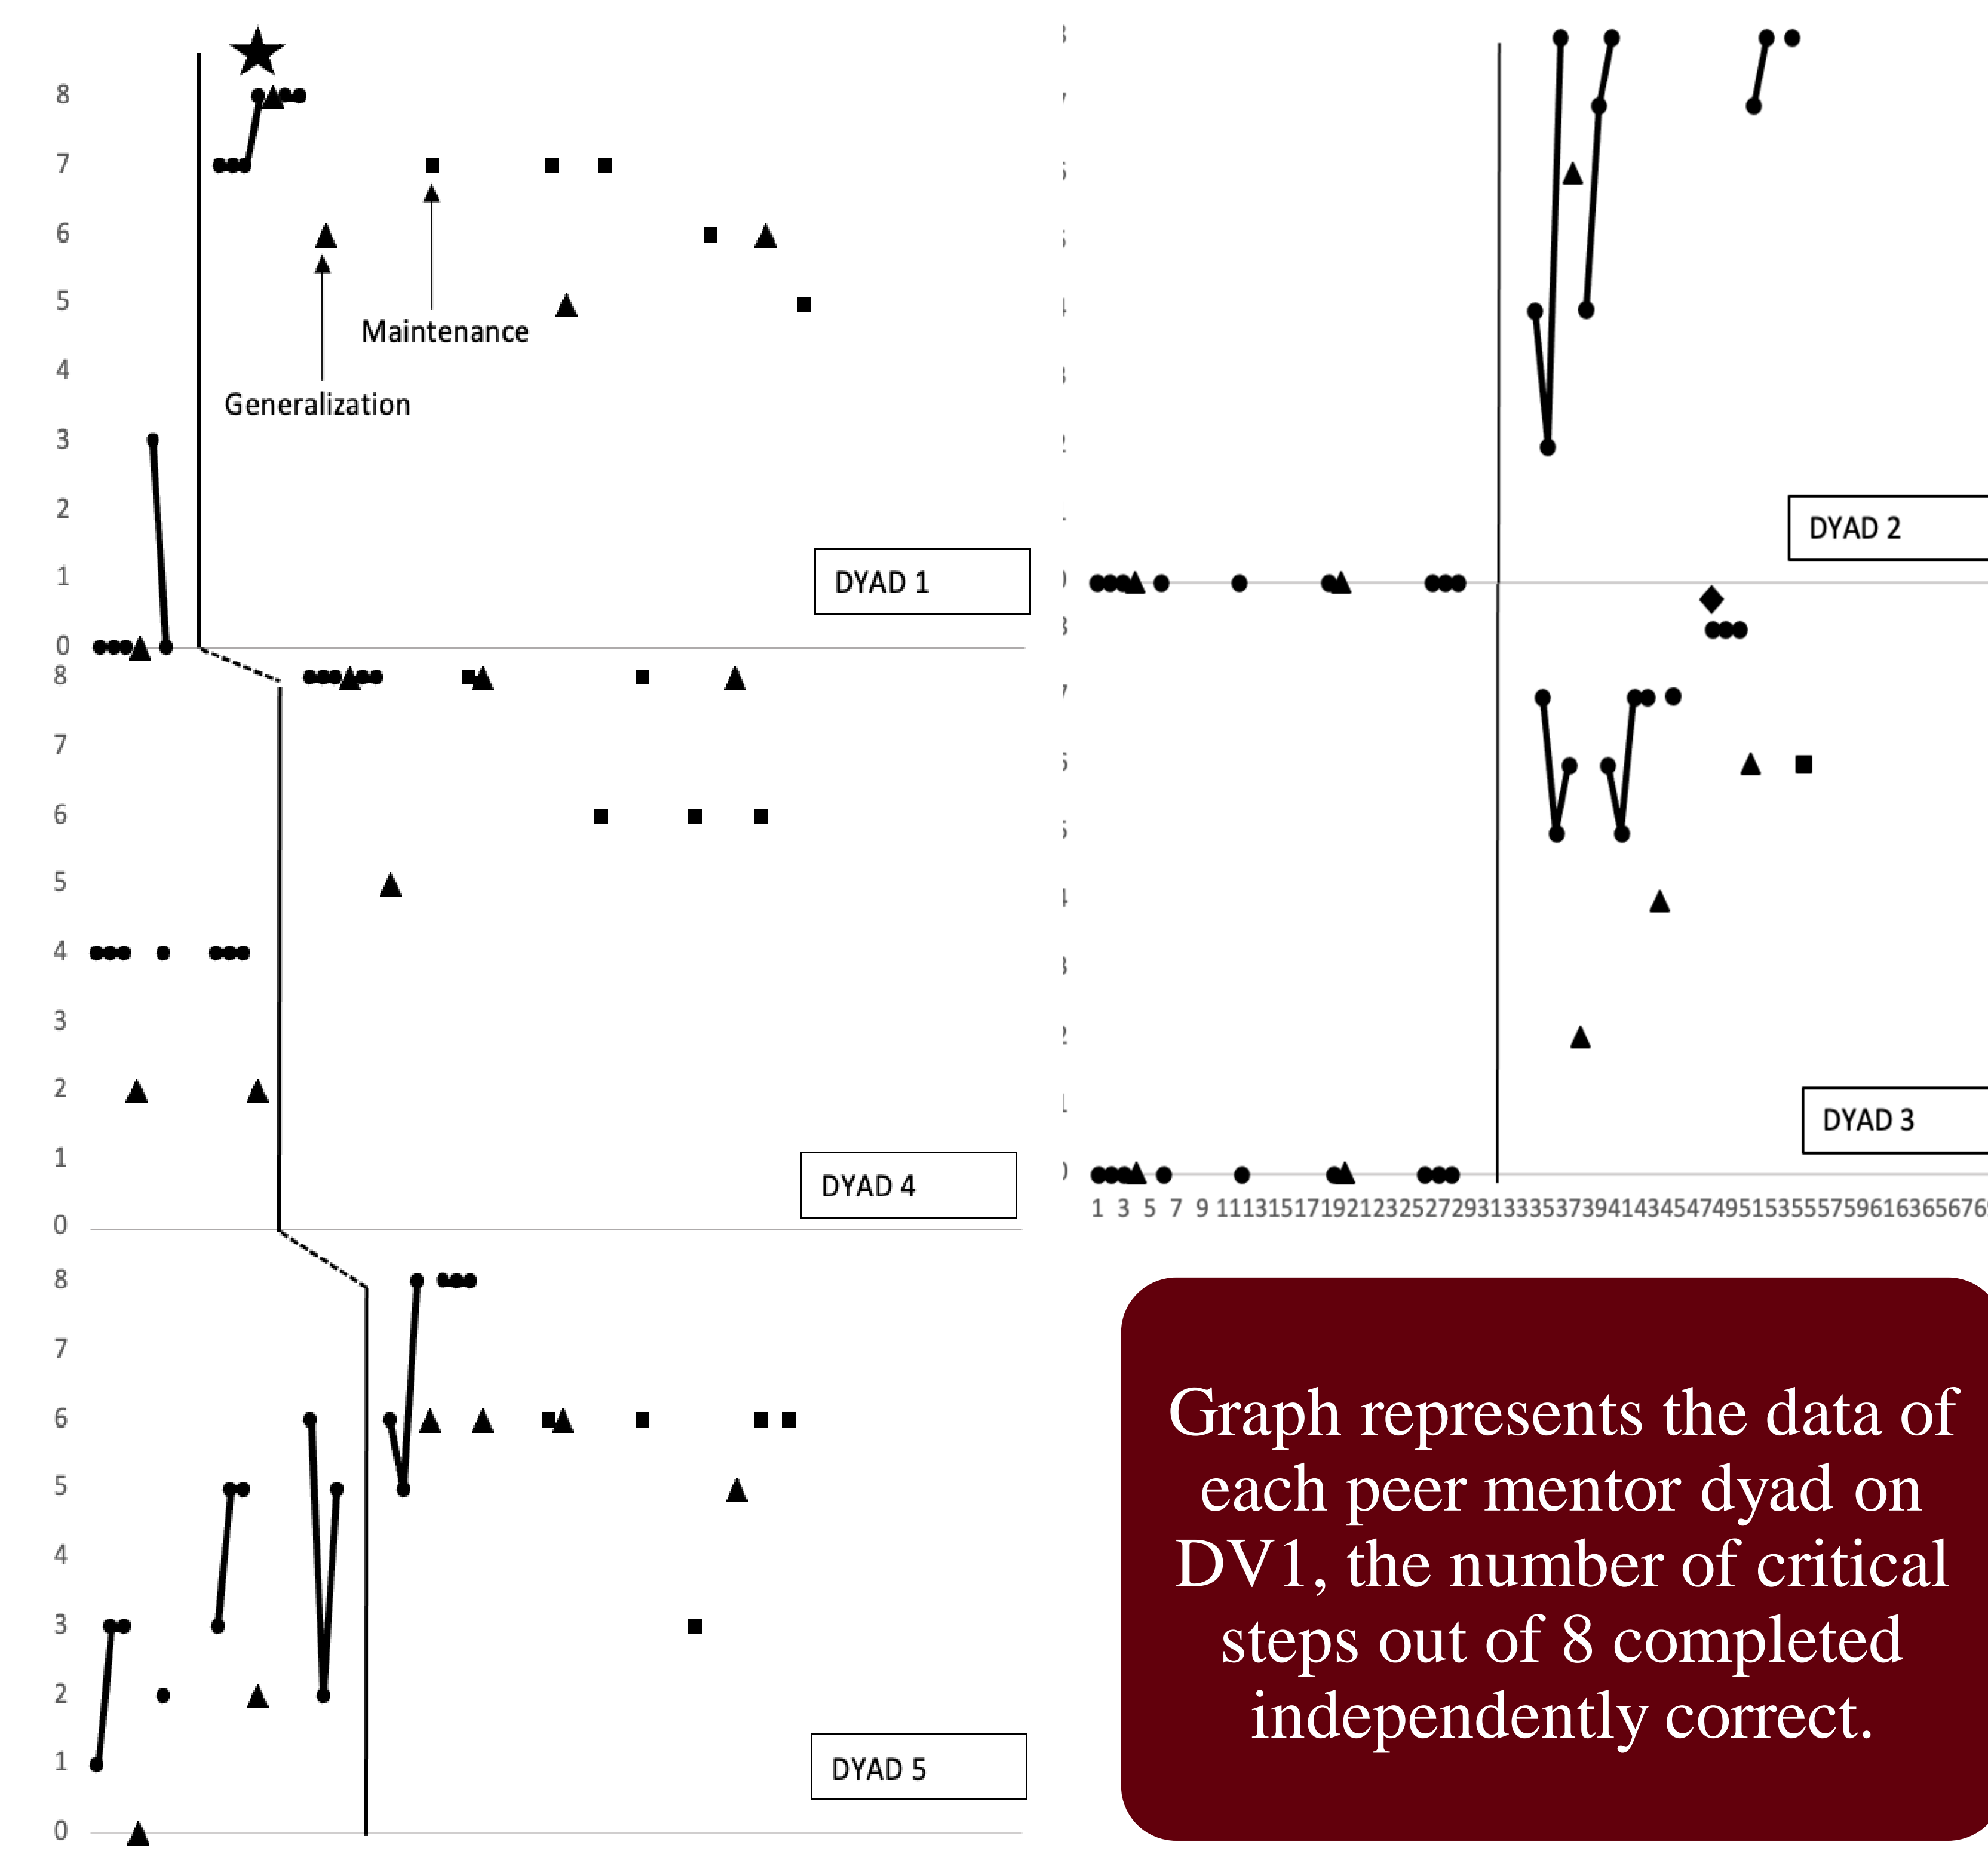 8
7
6
5
4
3
2
1
0
Maintenance
Generalization
DYAD 1
8
7
6
5
4
3
2
1
0
DYAD 4
8
7
6
5
4
3
2
1
0
DYAD 5
DYAD 2
DYAD 3
1 3 5 7 9 1113151719212325272931333537394143454749515355575961636567
Graph represents the data of
each peer mentor dyad on
DV1, the number of critical
steps out of 8 completed
independently correct.